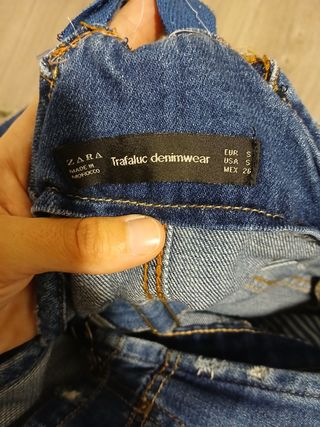 ZARA
MADE IN
MOROCCO
Trafaluc denimwear
EUR S
USA S
MEX 26